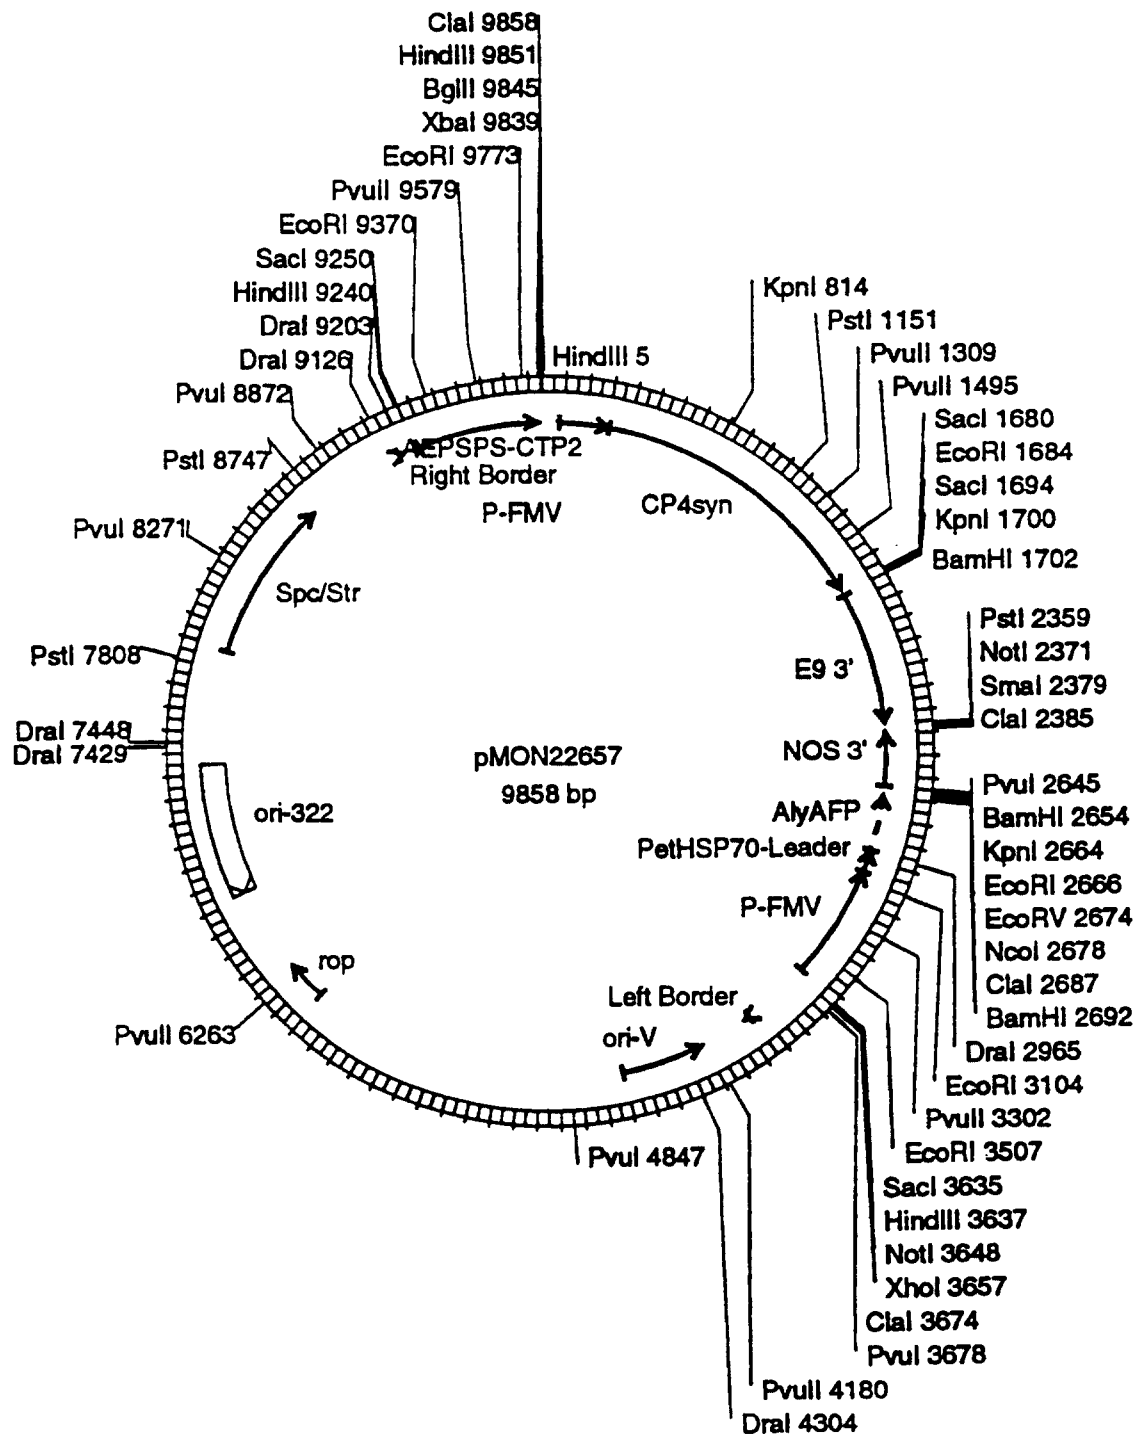 ClaI 9858
HindIII 9851
BglII 9845
XbaI 9839
EcoRI 9773
PvuII 9579
EcoRI 9370
SacI 9250
HindIII 9240
DraI 9203
DraI 9126
PvuI 8872
PstI 8747
PvuI 8271
PstI 7808
DraI 7448
DraI 7429
PvuII 6263
HindIII 5
KpnI 814
PstI 1151
PvuII 1309
PvuII 1495
SacI 1680
EcoRI 1684
SacI 1694
KpnI 1700
BamHI 1702
PstI 2359
NotI 2371
SmaI 2379
ClaI 2385
PvuI 2645
BamHI 2654
KpnI 2664
EcoRI 2666
EcoRV 2674
NcoI 2678
ClaI 2687
BamHI 2692
DraI 2965
EcoRI 3104
PvuII 3302
EcoRI 3507
SacI 3635
HindIII 3637
NotI 3648
XhoI 3657
ClaI 3674
PvuI 3678
PvuII 4180
DraI 4304
PvuI 4847
AEPSPS-CTP2
Right Border
P-FMV
CP4syn
Spc/Str
E9 3'
NOS 3'
pMON22657
9858 bp
AlyAFP
PetHSP70-Leader
P-FMV
ori-322
rop
Left Border
ori-V